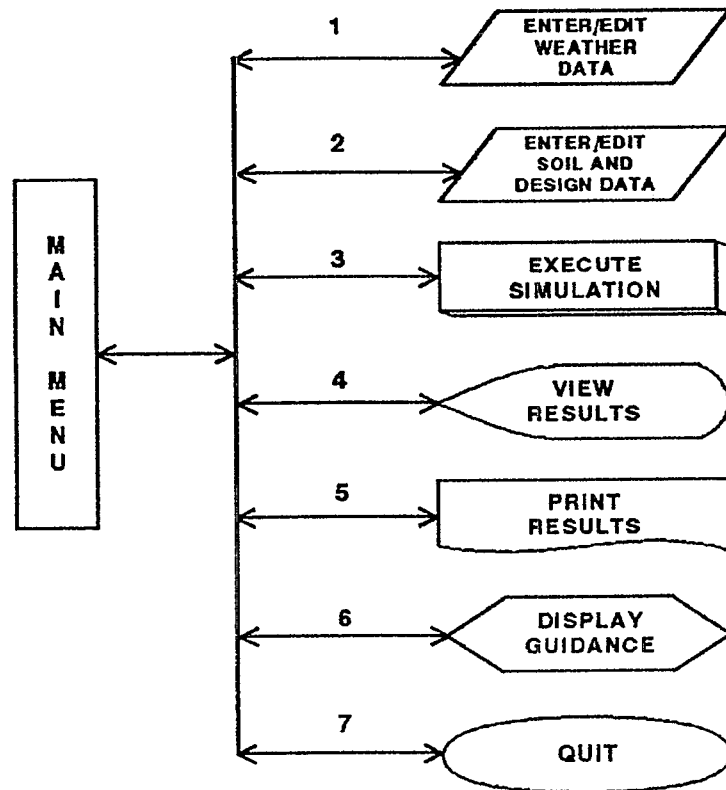 1
ENTER/EDIT
WEATHER
DATA
2
ENTER/EDIT
SOIL AND
DESIGN DATA
MAIN MENU
3
EXECUTE
SIMULATION
4
VIEW
RESULTS
5
PRINT
RESULTS
6
DISPLAY
GUIDANCE
7
QUIT